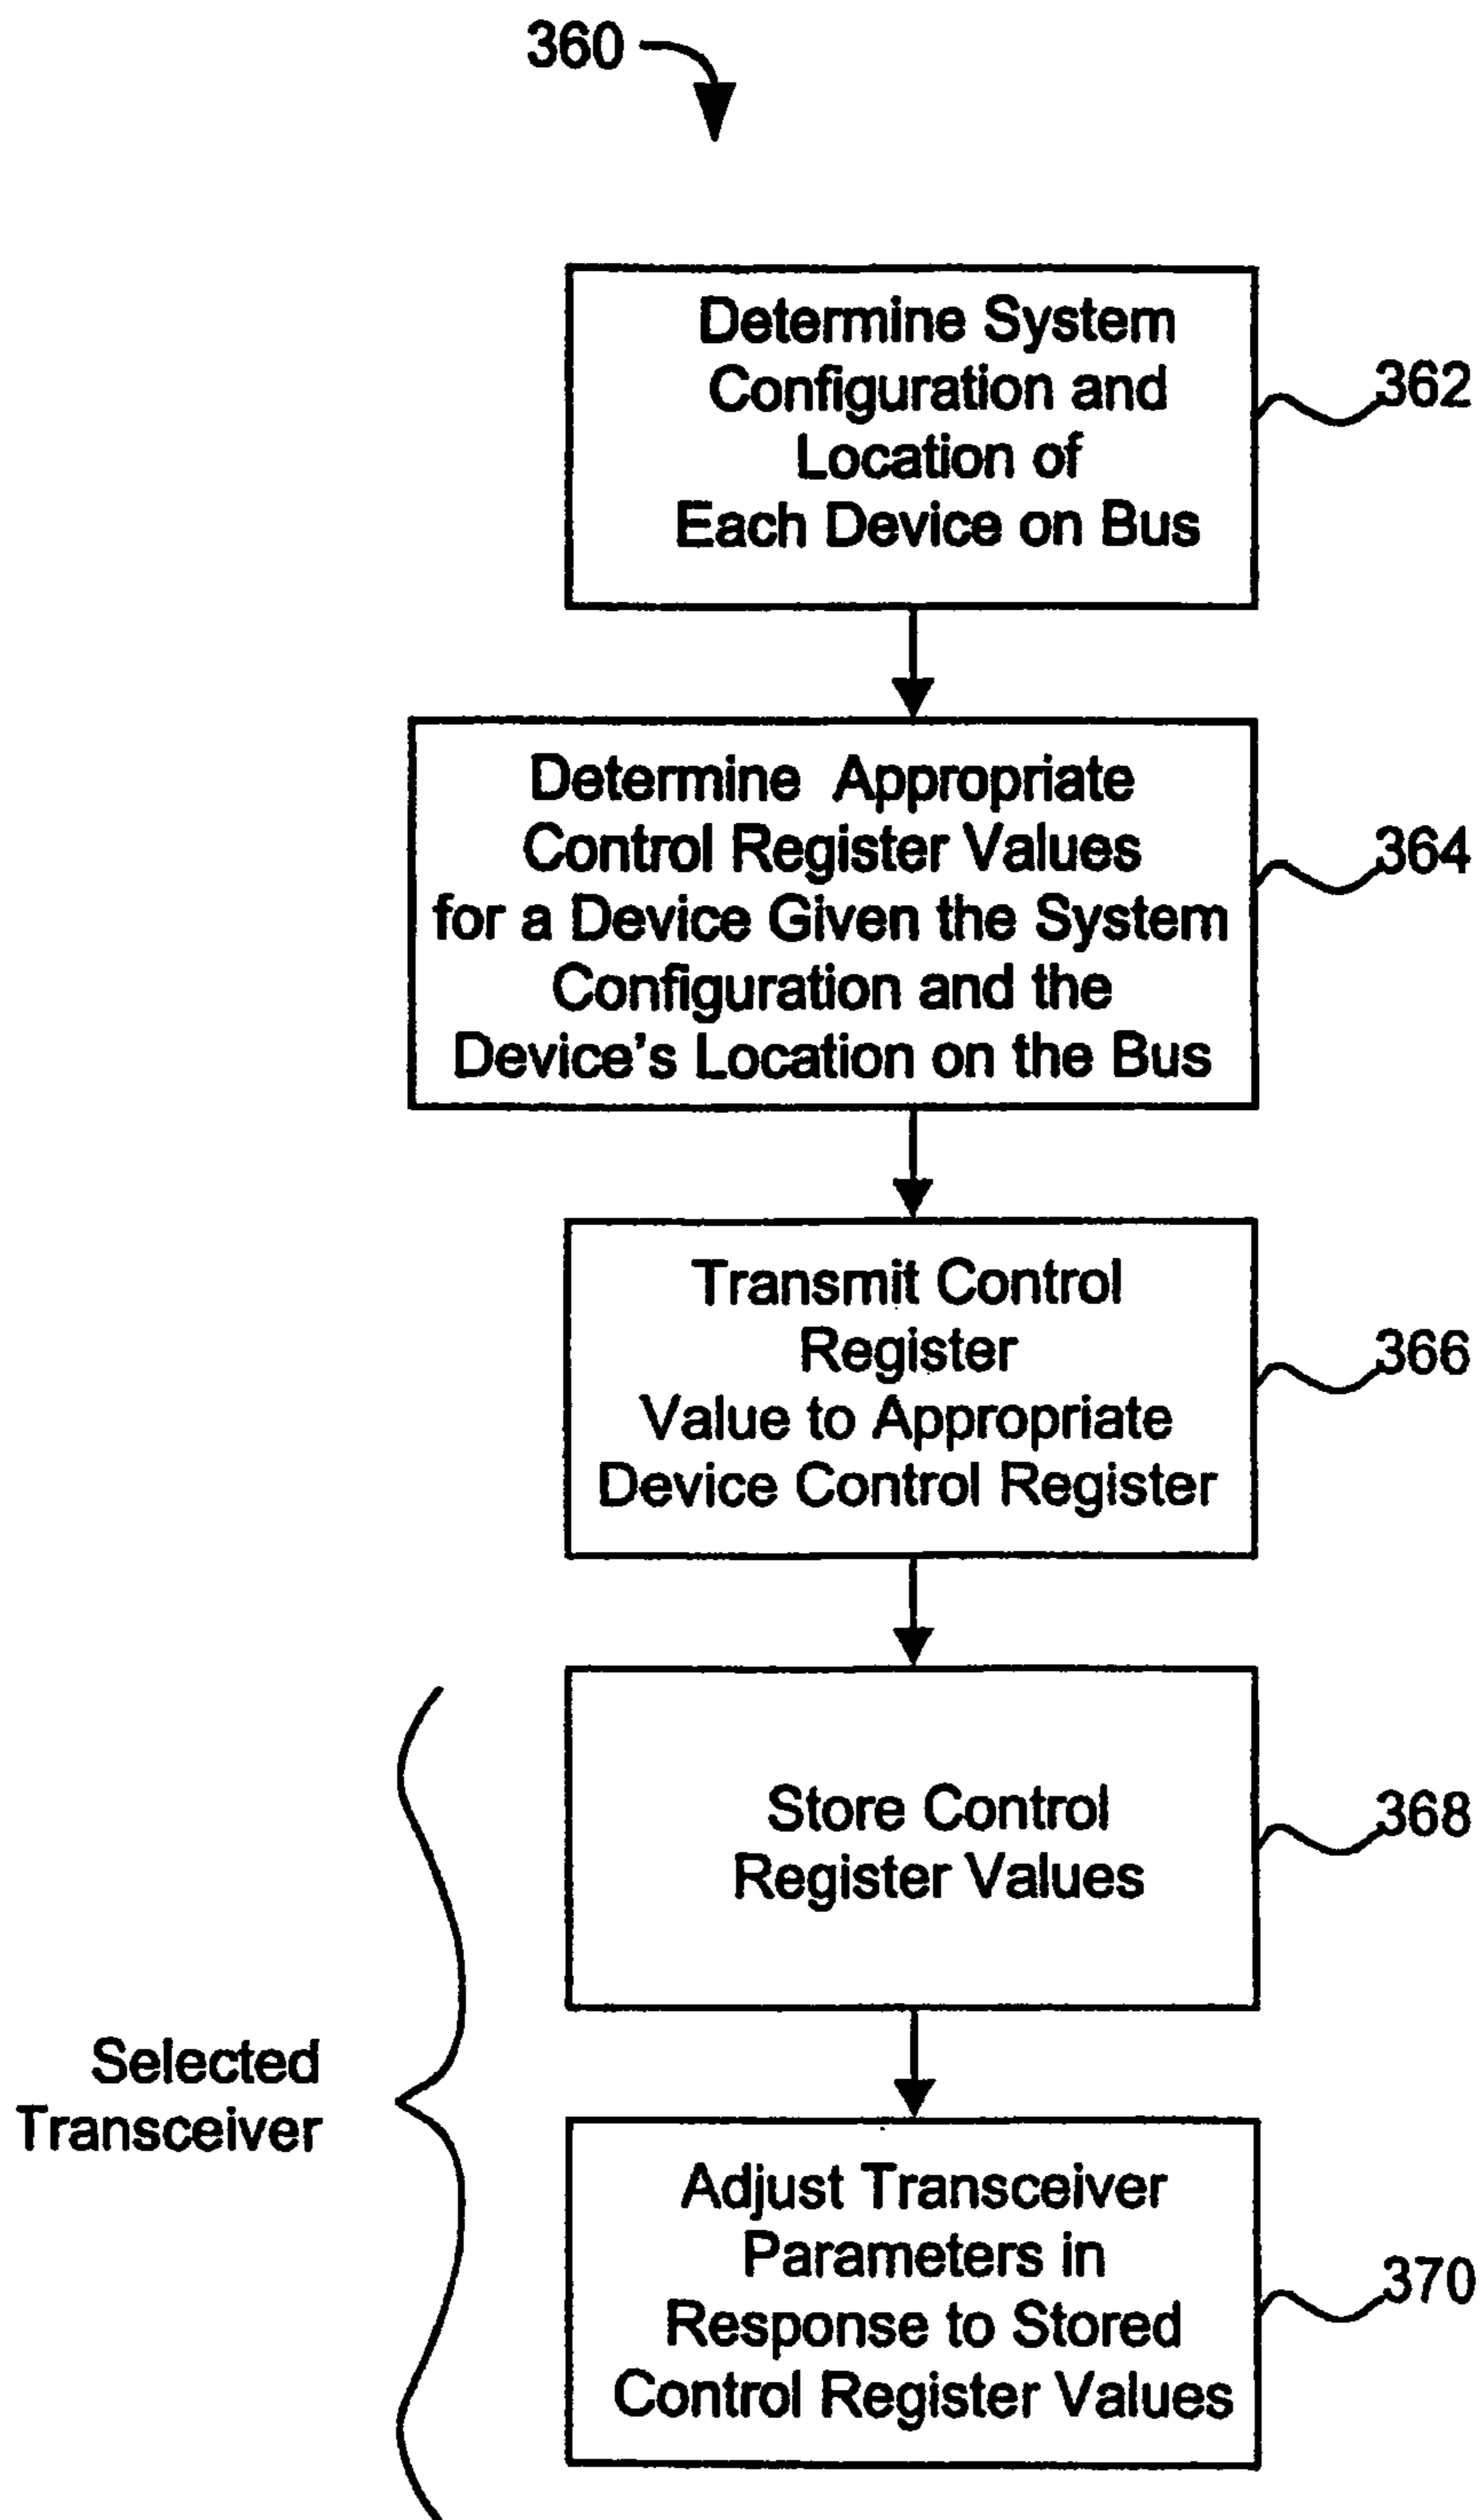 360
Determine System
Configuration and
Location of
Each Device on Bus
362
Determine Appropriate
Control Register Values
for a Device Given the System
Configuration and the
Device's Location on the Bus
364
Transmit Control
Register
Value to Appropriate
Device Control Register
366
Store Control
Register Values
368
Selected
Transceiver
Adjust Transceiver
Parameters in
Response to Stored
Control Register Values
370